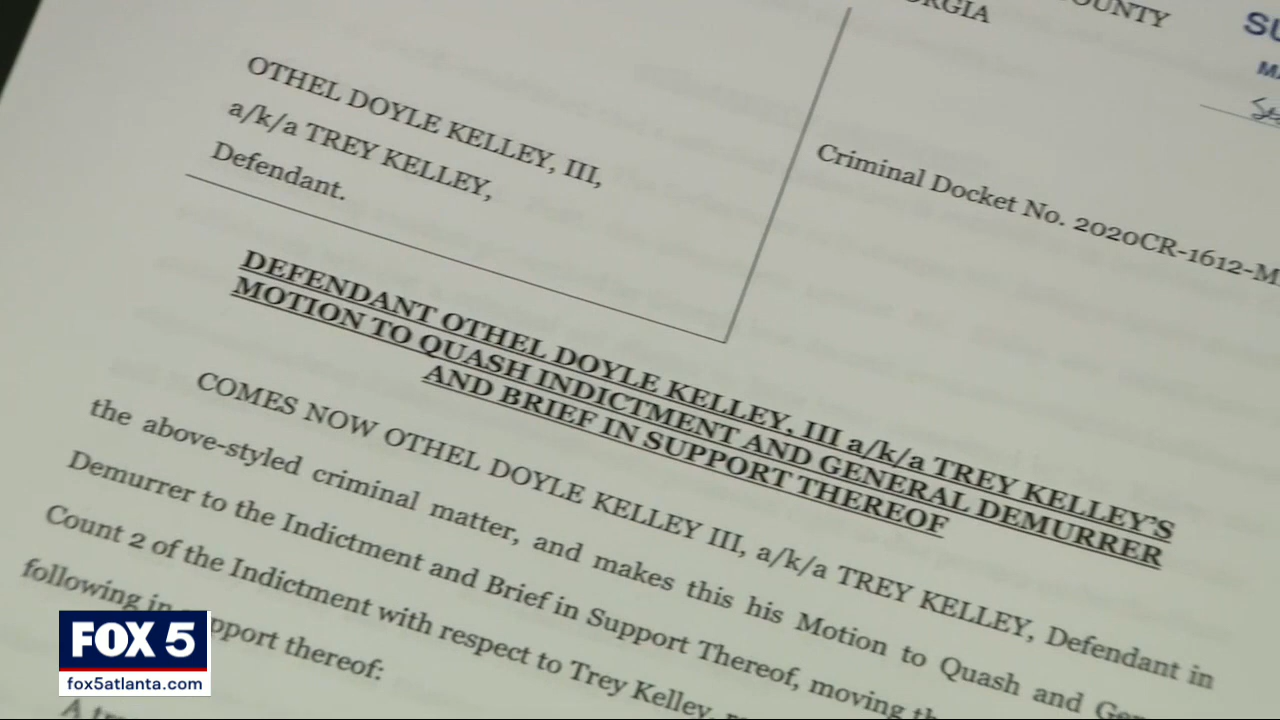 COUNTY
SU
OTHEL DOYLE KELLEY, III,
a/k/a TREY KELLEY,
Defendant.
Criminal Docket No. 2020CR-1612-M
DEFENDANT OTHEL DOYLE KELLEY, III a/k/a TREY KELLEY'S
MOTION TO QUASH INDICTMENT AND GENERAL DEMURRER
AND BRIEF IN SUPPORT THEREOF
COMES NOW OTHEL DOYLE KELLEY III, a/k/a TREY KELLEY, Defendant in
the above-styled criminal matter, and makes this his Motion to Quash and
Demurrer to the Indictment and Brief in Support Thereof, moving
Count 2 of the Indictment with respect to Trey Kelley,
following in support thereof:
FOX 5
fox5atlanta.com